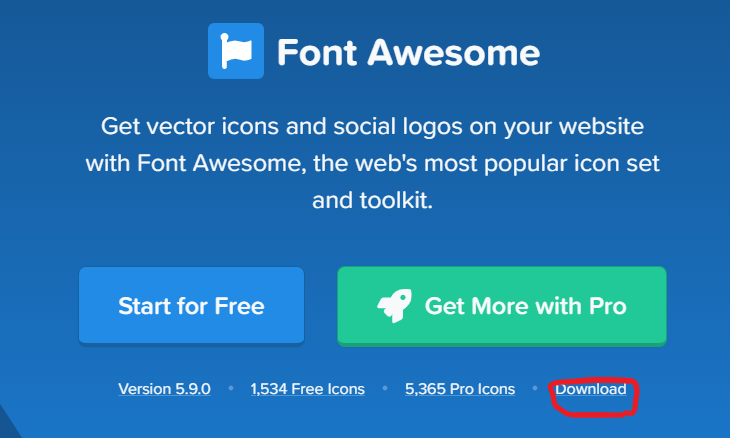 Font Awesome
Get vector icons and social logos on your website
with Font Awesome, the web's most popular icon set
and toolkit.
Start for Free
Get More with Pro
Version 5.9.0 • 1,534 Free Icons • 5,365 Pro Icons • Download